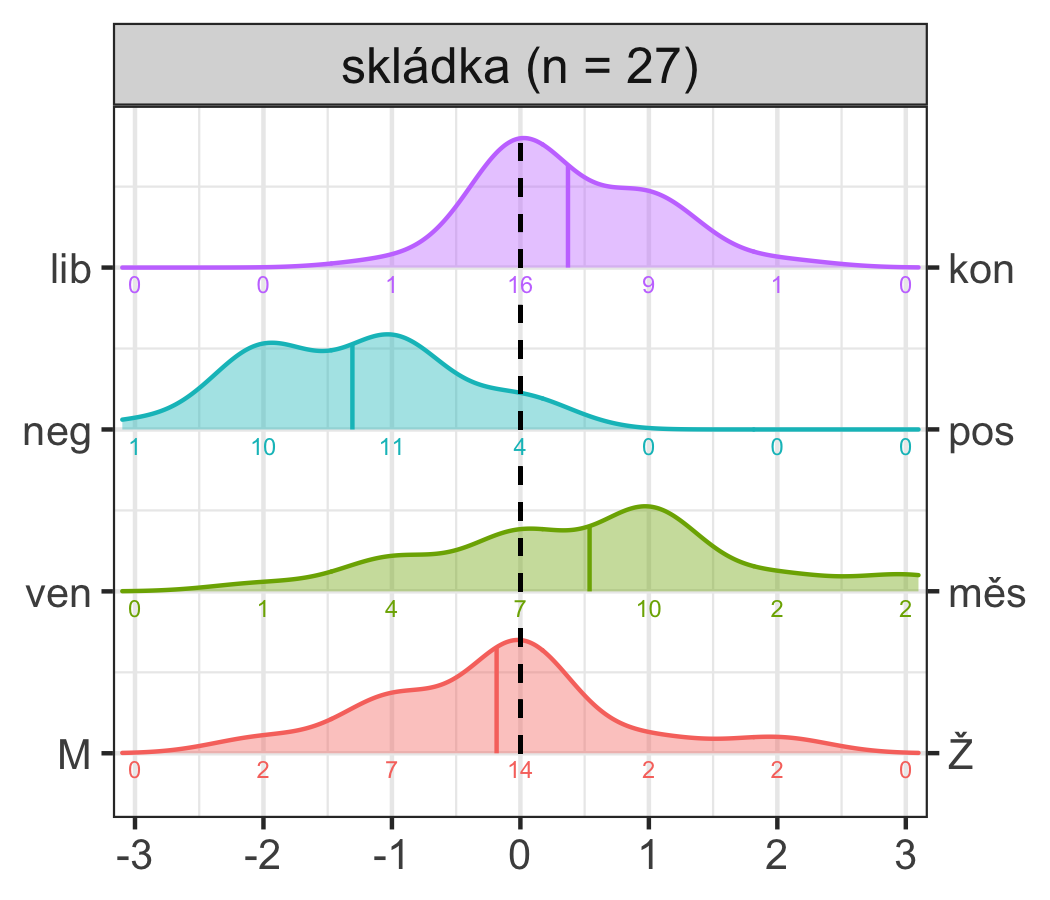 skládka (n = 27)
lib kon
0 0 1 16 9 1 0
neg pos
1 10 11 4 0 0 0
ven měs
0 1 4 7 10 2 2
M Ž
0 2 7 14 2 2 0
-3 -2 -1 0 1 2 3